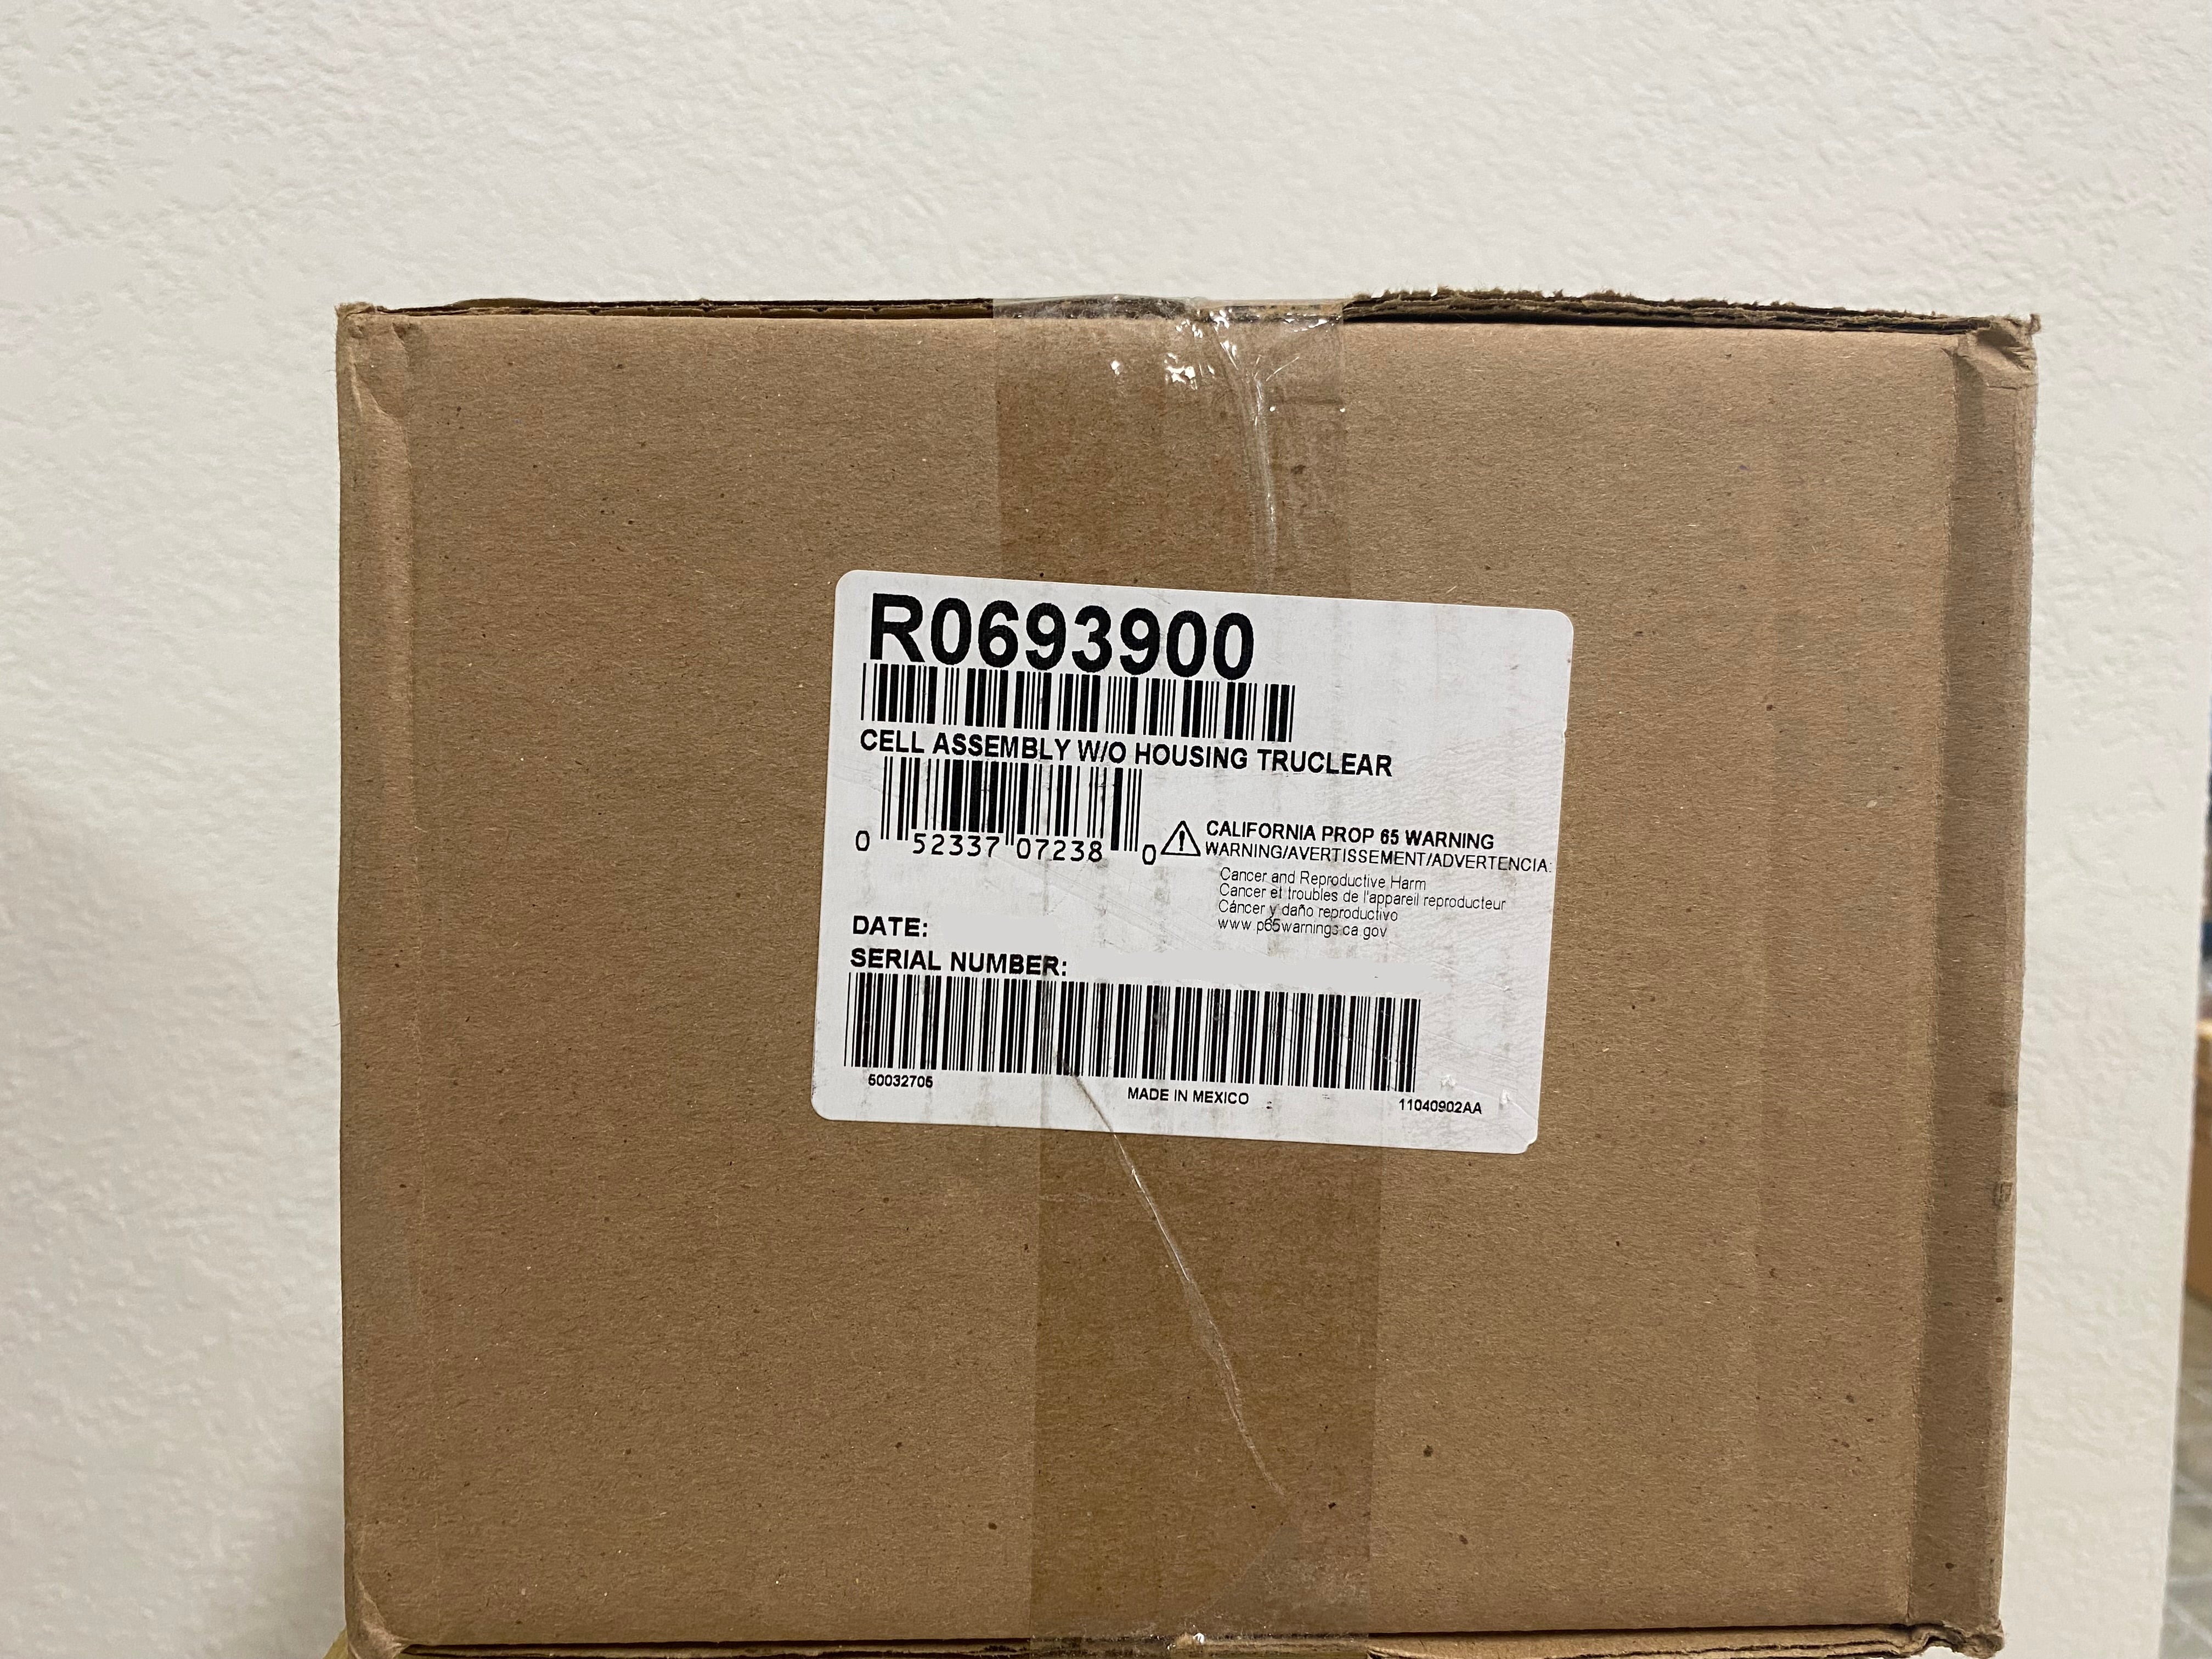 R0693900
CELL ASSEMBLY W/O HOUSING TRUCLEAR
0 52337 07238 0
CALIFORNIA PROP 65 WARNING
WARNING/AVERTISSEMENT/ADVERTENCIA:
Cancer and Reproductive Harm
Cancer et troubles de l'appareil reproducteur
Cáncer y daño reproductivo
www.p65warnings.ca.gov
DATE:
SERIAL NUMBER:
50032705
MADE IN MEXICO
11040902AA